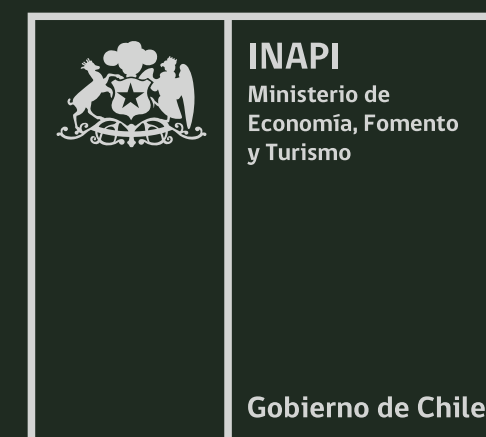 INAPI
Ministerio de
Economía, Fomento
y Turismo
Gobierno de Chile